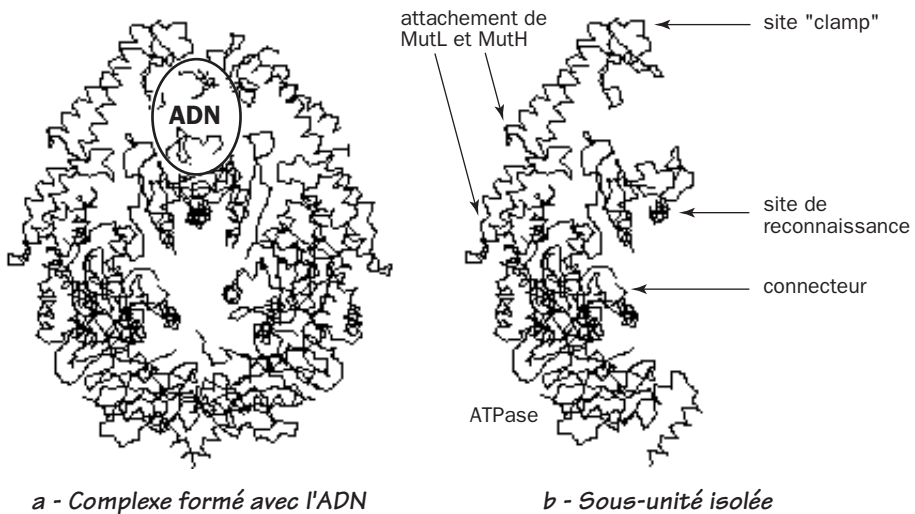 attachement de
MutL et MutH
site "clamp"
ADN
site de
reconnaissance
connecteur
ATPase
a - Complexe formé avec l'ADN
b - Sous-unité isolée